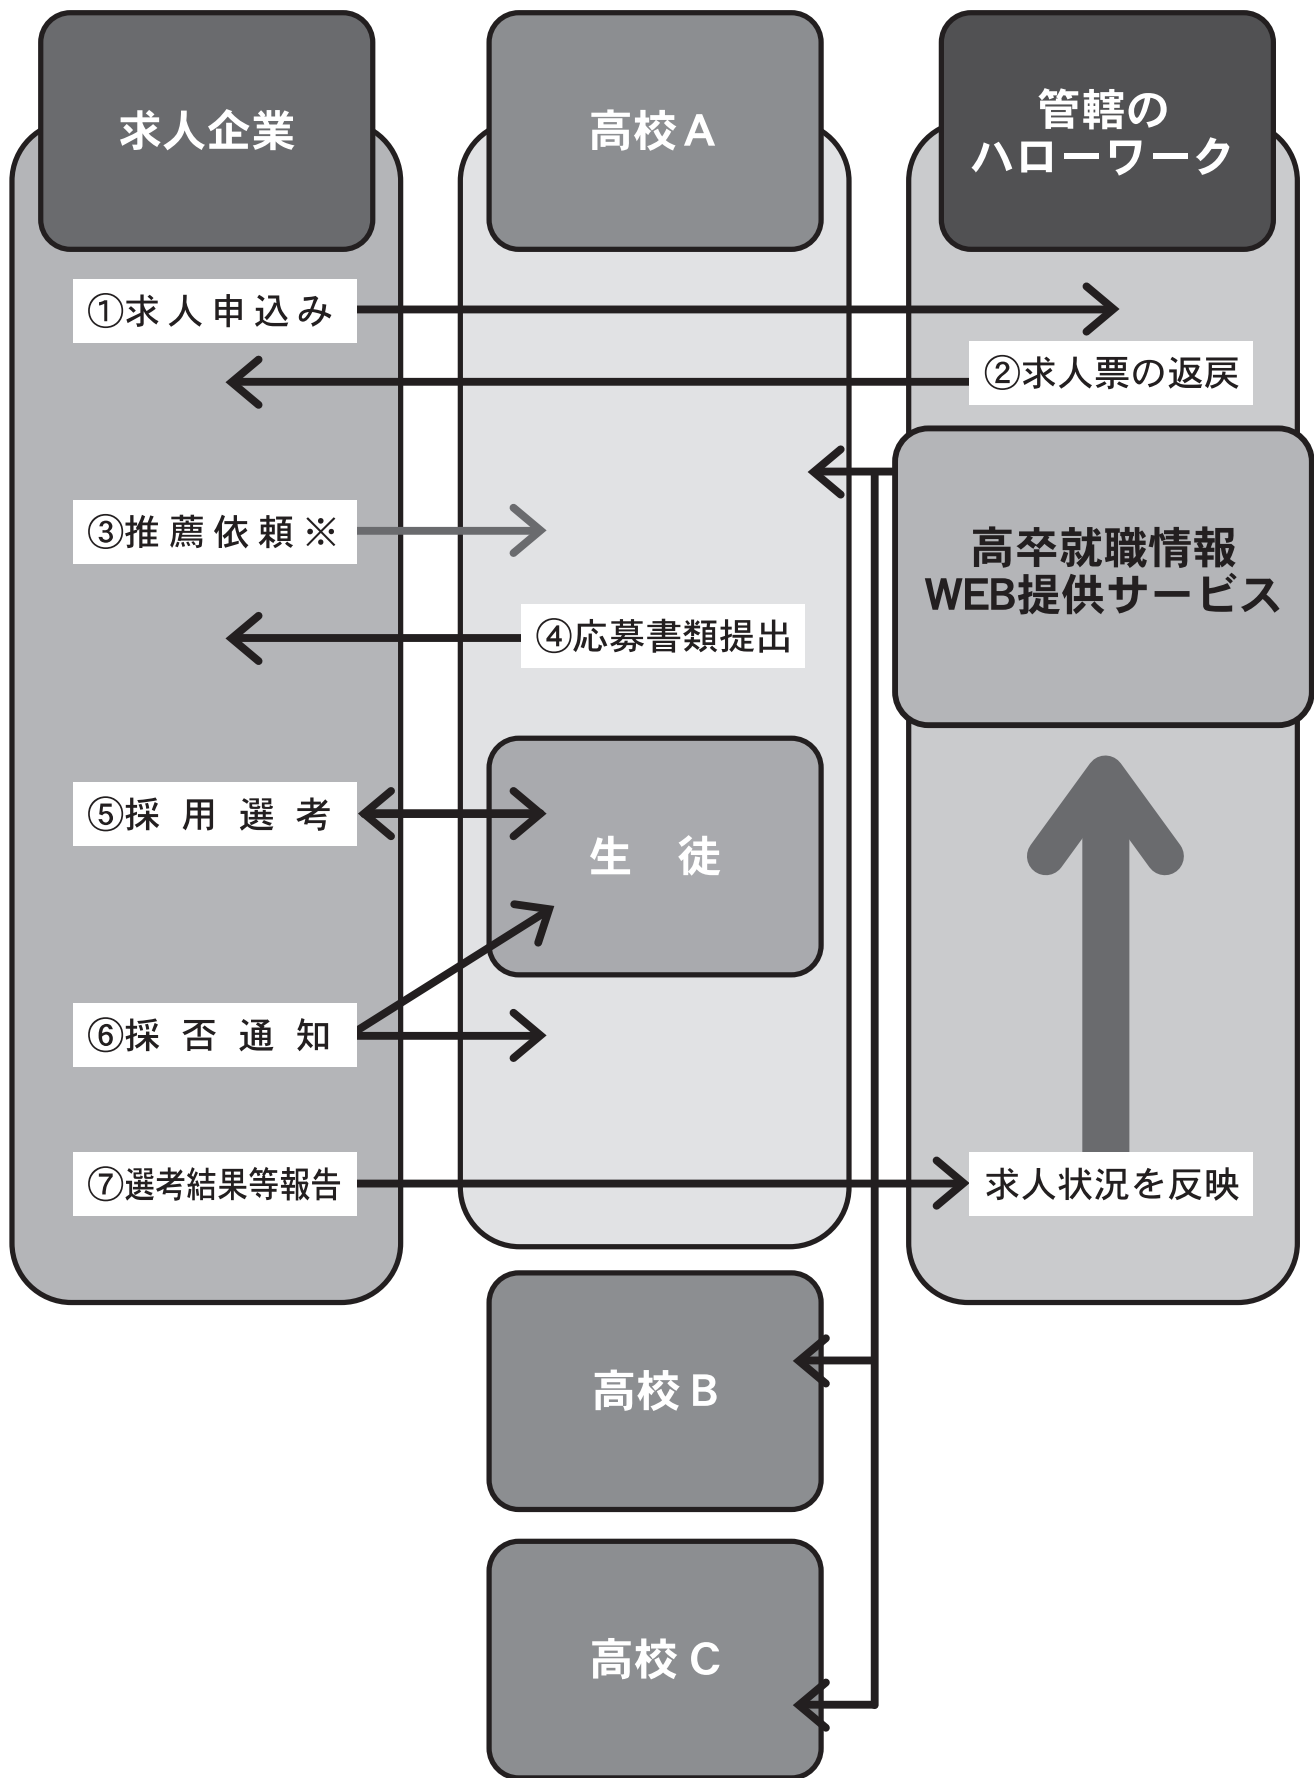 求人企業
高校A
管轄の
ハローワーク
①求人申込み
②求人票の返戻
③推薦依頼※
高卒就職情報
WEB提供サービス
④応募書類提出
⑤採用選考
生　徒
⑥採否通知
⑦選考結果等報告
求人状況を反映
高校B
高校C